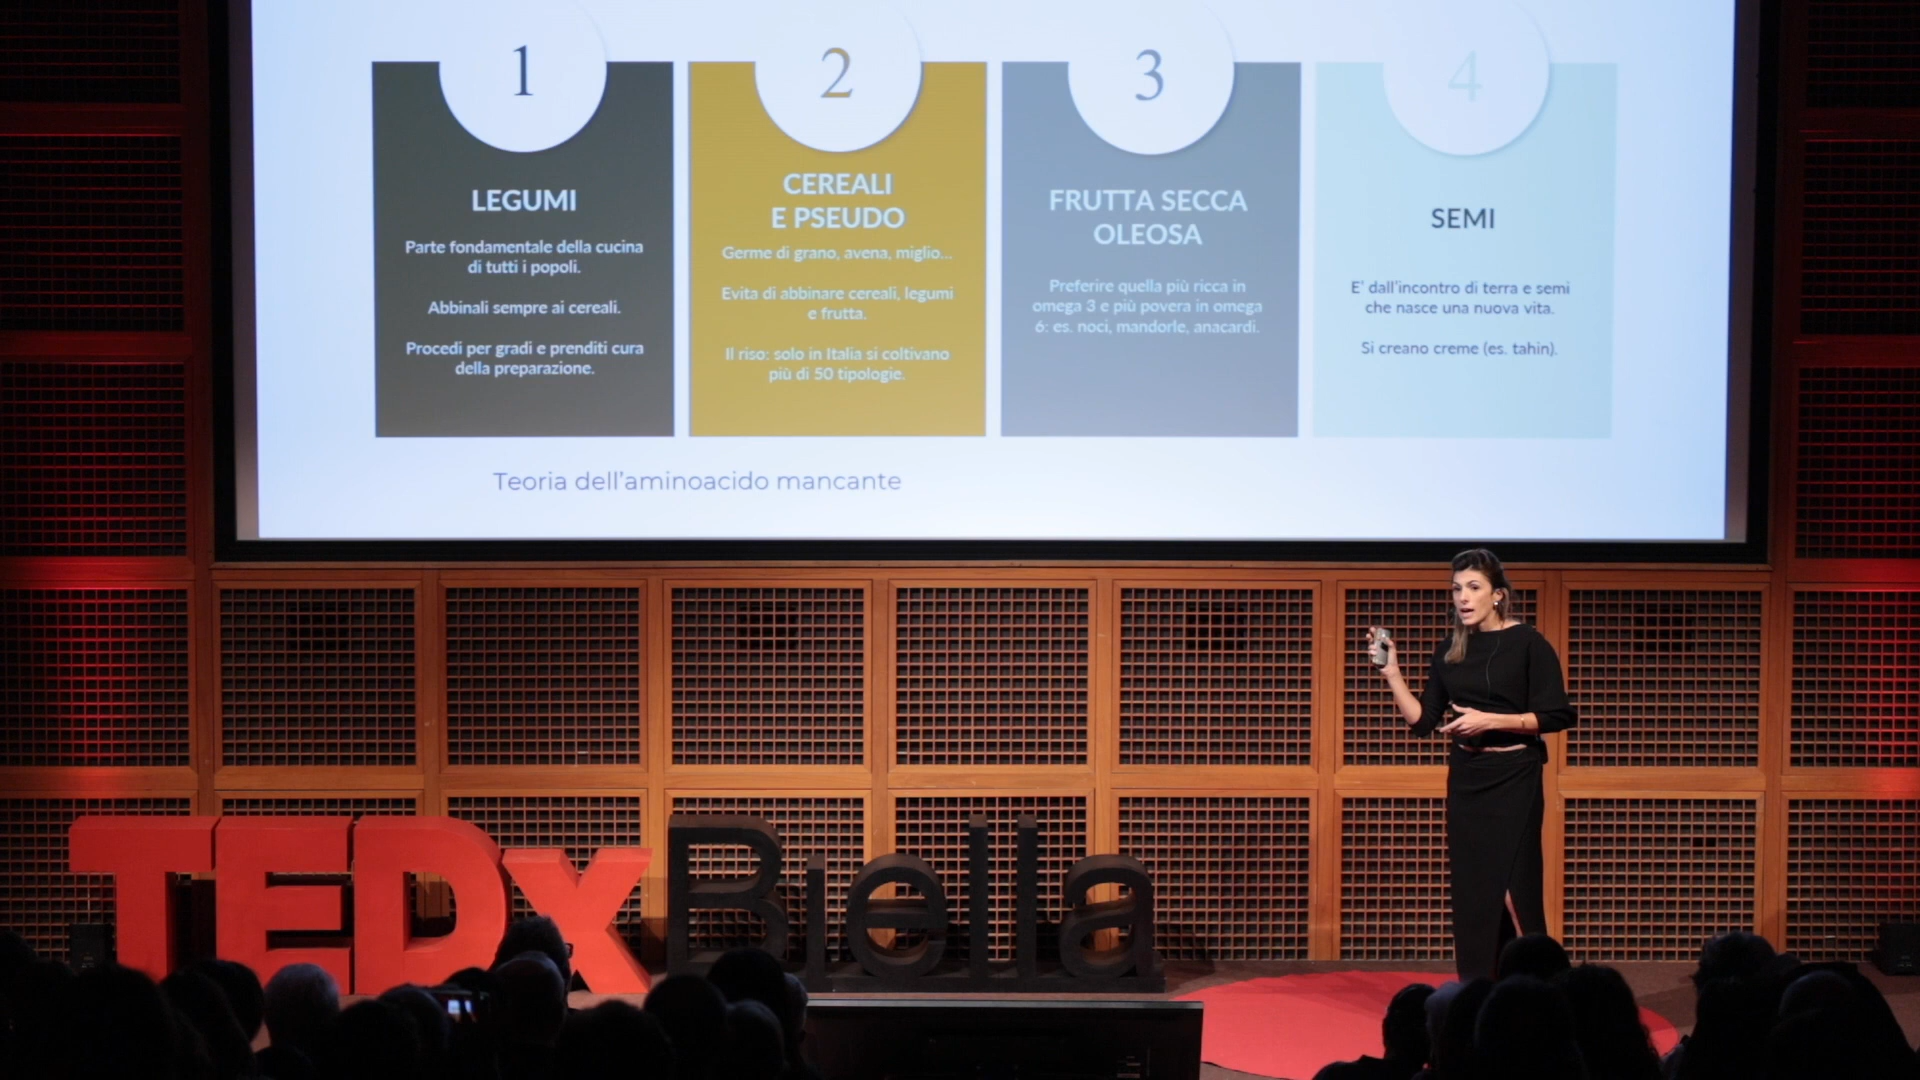 1
LEGUMI
Parte fondamentale della cucina
di tutti i popoli.
Abbinali sempre ai cereali.
Procedi per gradi e prenditi cura
della preparazione.
2
CEREALI
E PSEUDO
Germe di grano, avena, miglio...
Evita di abbinare cereali, legumi
e frutta.
Il riso: solo in Italia si coltivano
più di 50 tipologie.
3
FRUTTA SECCA
OLEOSA
Preferire quella più ricca in
omega 3 e più povera in omega
6: es. noci, mandorle, anacardi.
4
SEMI
E' dall'incontro di terra e semi
che nasce una nuova vita.
Si creano creme (es. tahin).
Teoria dell'aminoacido mancante
TEDxBiella